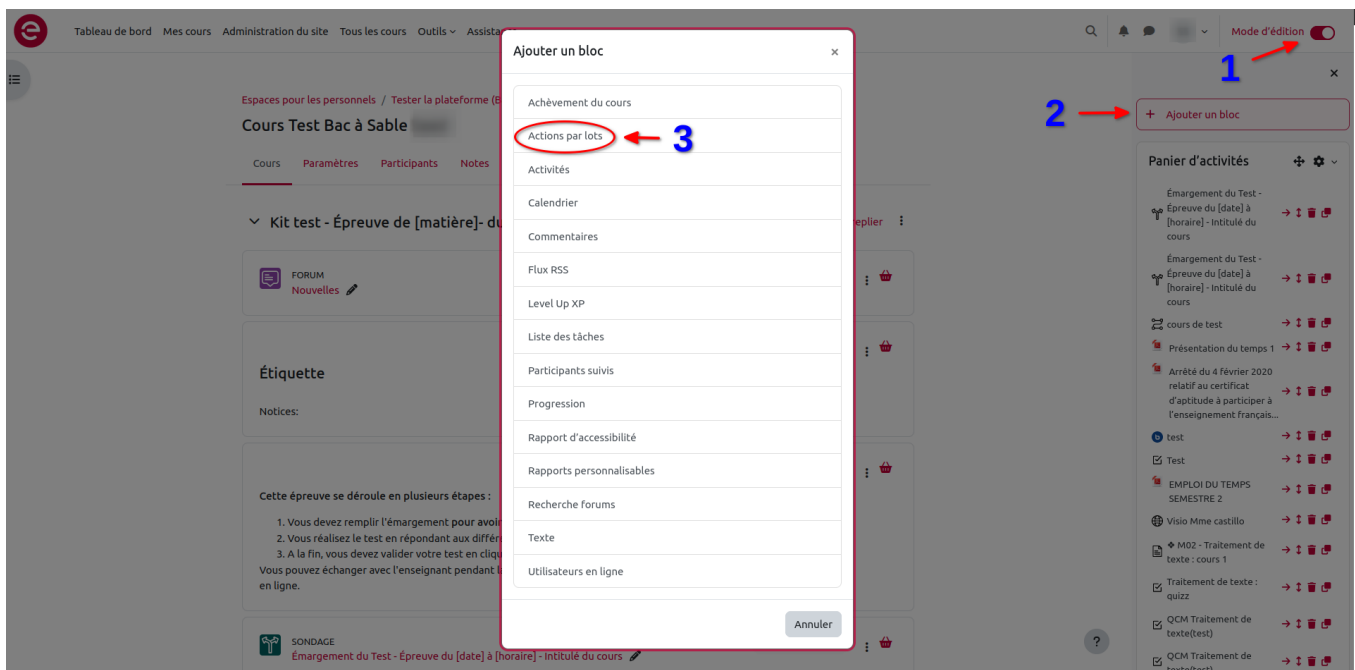 Tableau de bord Mes cours Administration du site Tous les cours Outils Assista
Mode d'édition
1
Espaces pour les personnels / Tester la plateforme (B
Cours Test Bac à Sable
Cours Paramètres Participants Notes
Kit test - Épreuve de [matière]- du
replier
FORUM
Nouvelles
Étiquette
Notices:
Cette épreuve se déroule en plusieurs étapes :
1. Vous devez remplir l'émargement pour avoir
2. Vous réalisez le test en répondant aux différ
3. A la fin, vous devez valider votre test en cliqu
Vous pouvez échanger avec l'enseignant pendant l
en ligne.
SONDAGE
Émargement du Test - Épreuve du [date] à [horaire] - Intitulé du cours
Ajouter un bloc ×
Achèvement du cours
Actions par lots
3
Activités
Calendrier
Commentaires
Flux RSS
Level Up XP
Liste des tâches
Participants suivis
Progression
Rapport d'accessibilité
Rapports personnalisables
Recherche forums
Texte
Utilisateurs en ligne
Annuler
2
+ Ajouter un bloc
Panier d'activités
Émargement du Test -
Épreuve du [date] à
[horaire] - Intitulé du
cours
Émargement du Test -
Épreuve du [date] à
[horaire] - Intitulé du
cours
cours de test
Présentation du temps 1
Arrêté du 4 février 2020
relatif au certificat
d'aptitude à participer à
l'enseignement français...
test
Test
EMPLOI DU TEMPS
SEMESTRE 2
Visio Mme castillo
❖ M02 - Traitement de
texte : cours 1
Traitement de texte :
quizz
QCM Traitement de
texte(test)
QCM Traitement de
texte(test)
?